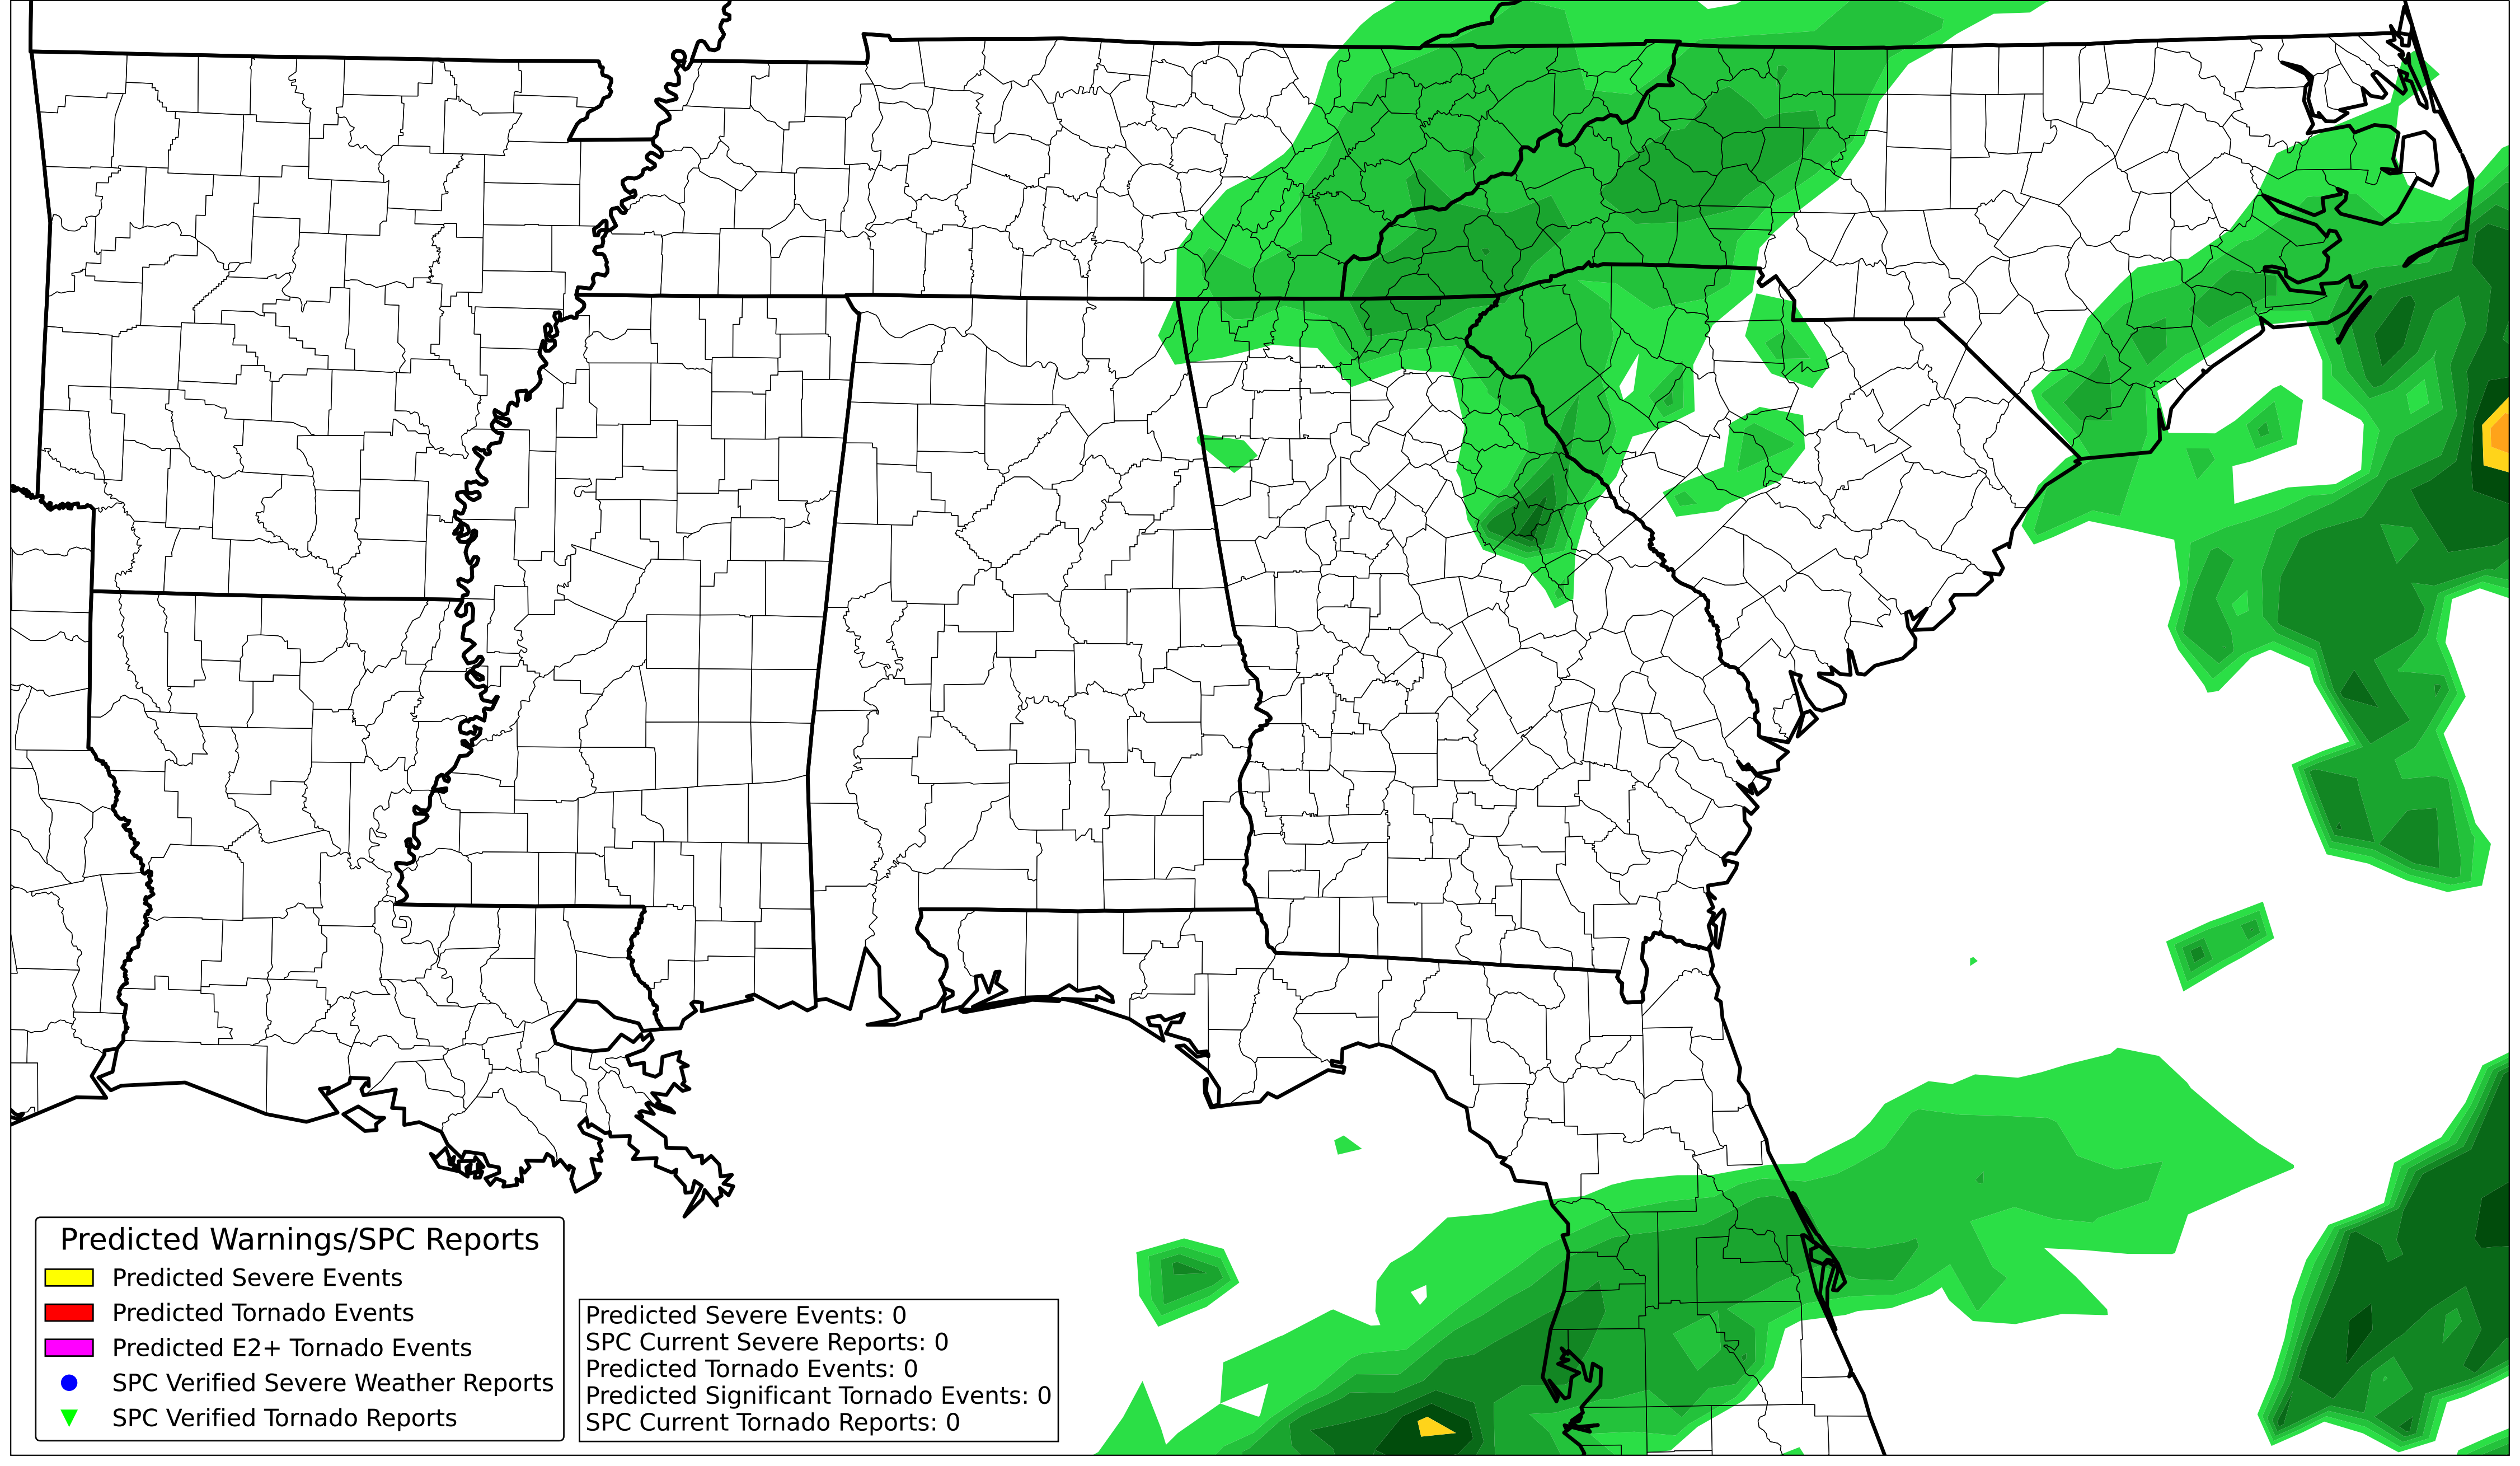 Predicted Warnings/SPC Reports
Predicted Severe Events
Predicted Tornado Events
Predicted E2+ Tornado Events
SPC Verified Severe Weather Reports
SPC Verified Tornado Reports
Predicted Severe Events: 0
SPC Current Severe Reports: 0
Predicted Tornado Events: 0
Predicted Significant Tornado Events: 0
SPC Current Tornado Reports: 0